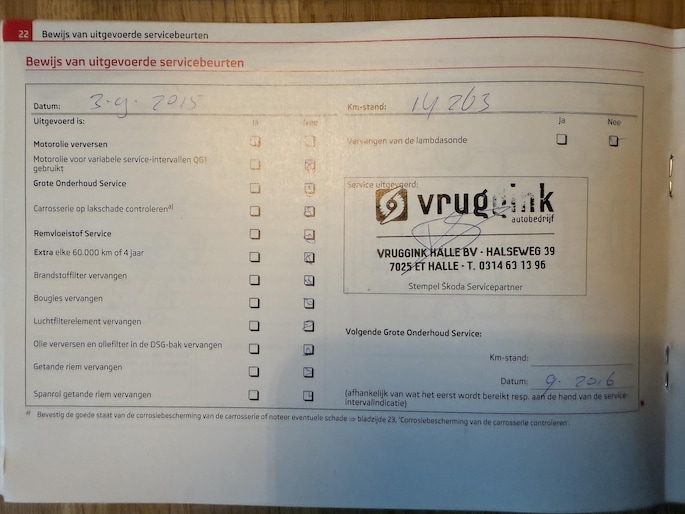 22 Bewijs van uitgevoerde servicebeurten
Bewijs van uitgevoerde servicebeurten
Datum: 3-9-2015
Km-stand: 14 263
Uitgevoerd is: Ja Nee
Ja Nee
Motorolie verversen
Vervangen van de lambdasonde
Motorolie voor variabele service-intervallen QG1
gebruikt
Grote Onderhoud Service
Service uitgevoerd:
vruggink
autobedrijf
Carrosserie op lakschade controleren a)
Remvloeistof Service
VRUGGINK HALLE BV - HALSEWEG 39
Extra elke 60.000 km of 4 jaar
7025 ET HALLE - T. 0314 63 13 96
Brandstoffilter vervangen
Stempel Škoda Servicepartner
Bougies vervangen
Luchtfilterelement vervangen
Volgende Grote Onderhoud Service:
Olie verversen en oliefilter in de DSG-bak vervangen
Km-stand:
Getande riem vervangen
Datum: 9-2016
Spanrol getande riem vervangen
(afhankelijk van wat het eerst wordt bereikt resp. aan de hand van de service-
intervalindicatie)
a) Bevestig de goede staat van de corrosiebescherming van de carrosserie of noteer eventuele schade ⇒ bladzijde 23, 'Corrosiebescherming van de carrosserie controleren'.